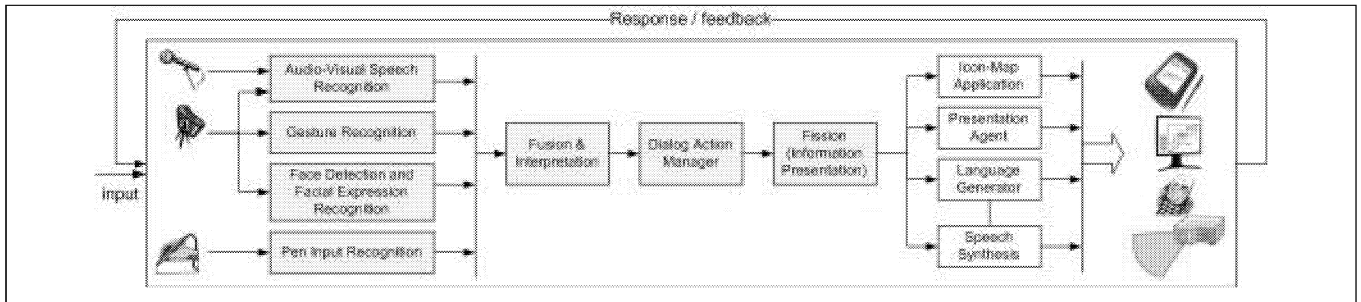 Response / feedback
input
Audio-Visual Speech
Recognition
Gesture Recognition
Face Detection and
Facial Expression
Recognition
Pen Input Recognition
Fusion &
Interpretation
Dialog Action
Manager
Fission
(Information
Presentation)
Icon-Map
Application
Presentation
Agent
Language
Generator
Speech
Synthesis